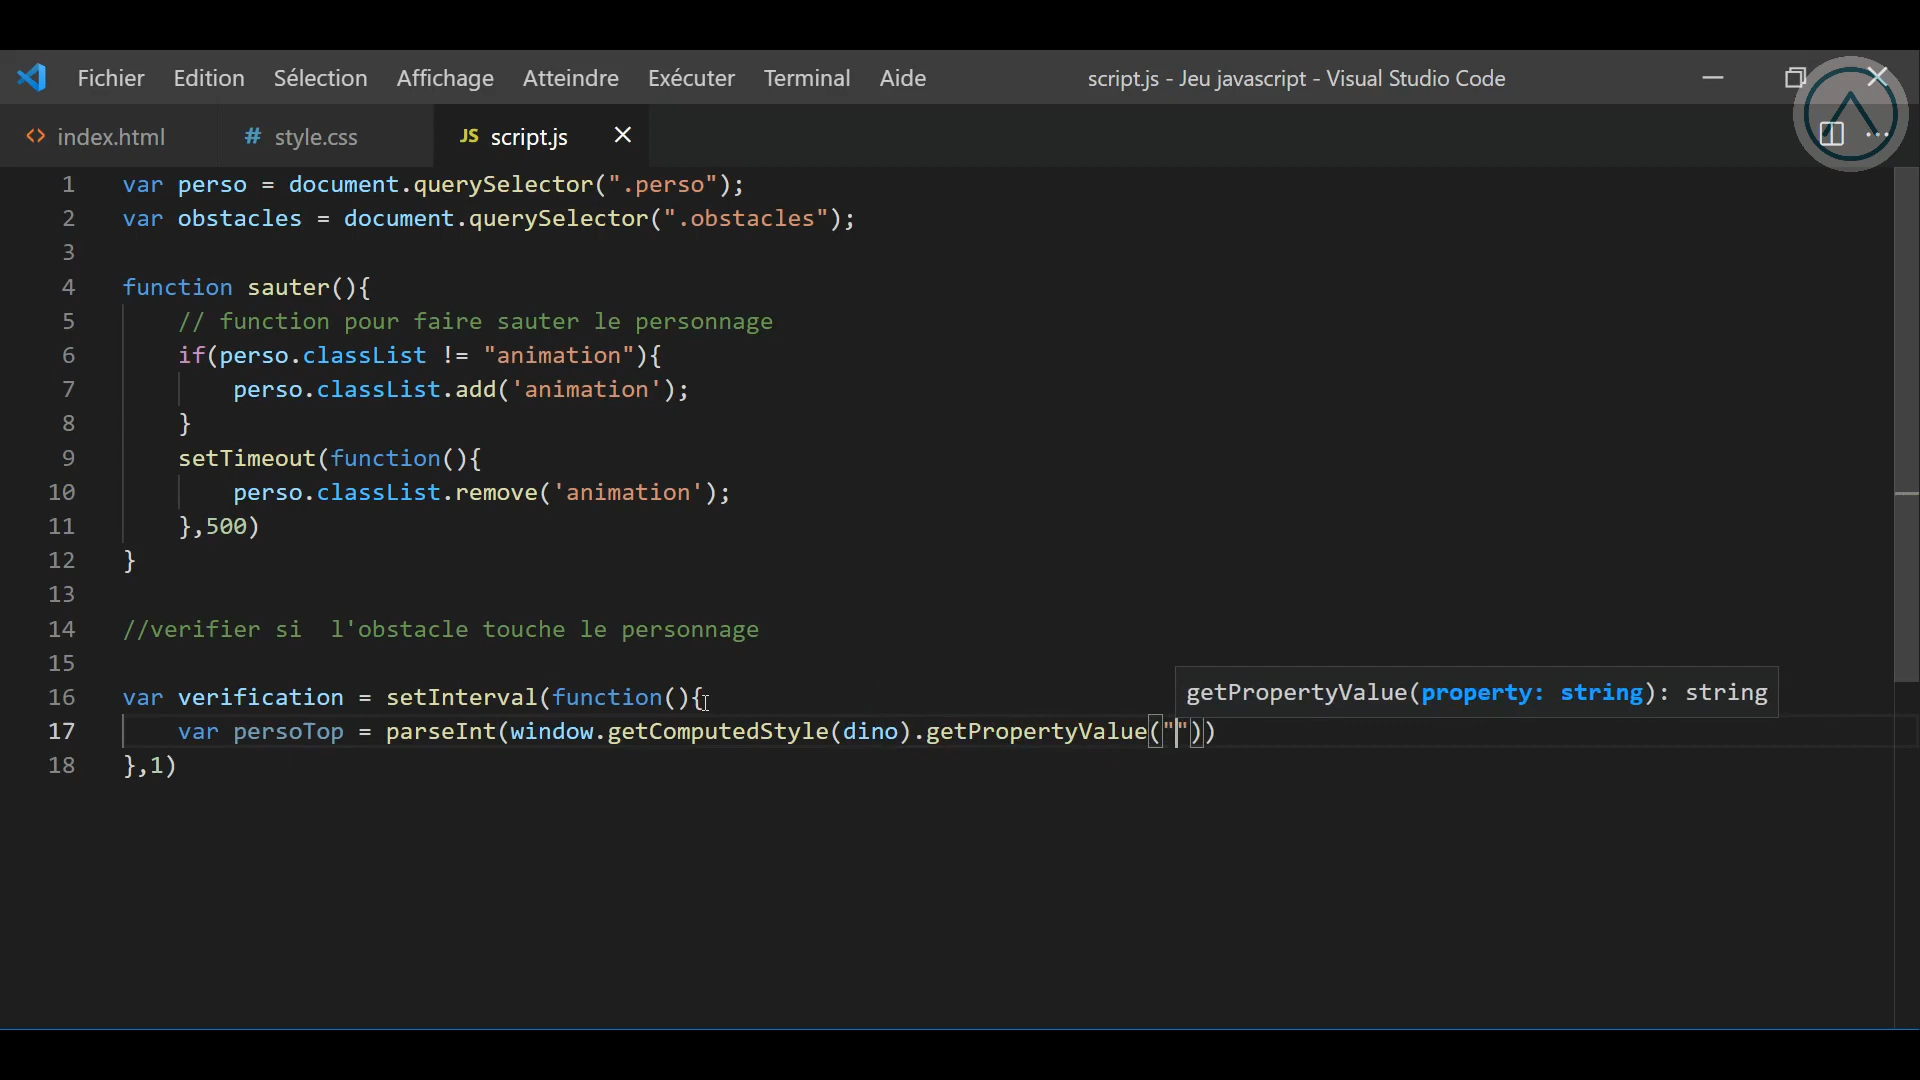 Fichier Edition Sélection Affichage Atteindre Exécuter Terminal Aide script.js - Jeu javascript - Visual Studio Code
<> index.html # style.css JS script.js
1 var perso = document.querySelector(".perso");
2 var obstacles = document.querySelector(".obstacles");
3
4 function sauter(){
5 // function pour faire sauter le personnage
6 if(perso.classList != "animation"){
7 perso.classList.add('animation');
8 }
9 setTimeout(function(){
10 perso.classList.remove('animation');
11 },500)
12 }
13
14 //verifier si  l'obstacle touche le personnage
15
getPropertyValue(property: string): string
16 var verification = setInterval(function(){
17 var persoTop = parseInt(window.getComputedStyle(dino).getPropertyValue(""))
18 },1)